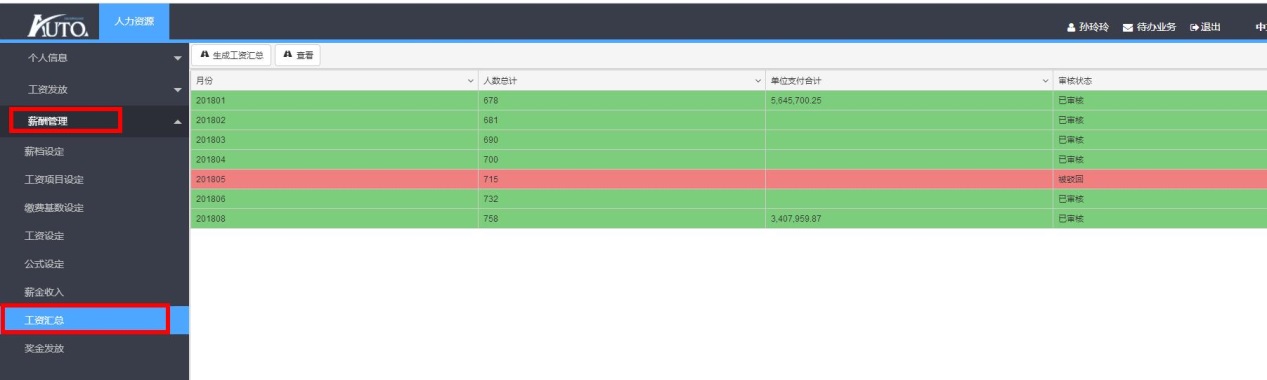 AUTO. 人力资源 孙玲玲 待办业务 退出
个人信息
工资发放
薪酬管理
薪档设定
工资项目设定
缴费基数设定
工资设定
公式设定
薪金收入
工资汇总
奖金发放
生成工资汇总 查看
月份 人数总计 单位支付合计 审核状态
201801 678 5,645,700.25 已审核
201802 681 已审核
201803 690 已审核
201804 700 已审核
201805 715 被驳回
201806 732 已审核
201808 758 3,407,959.87 已审核